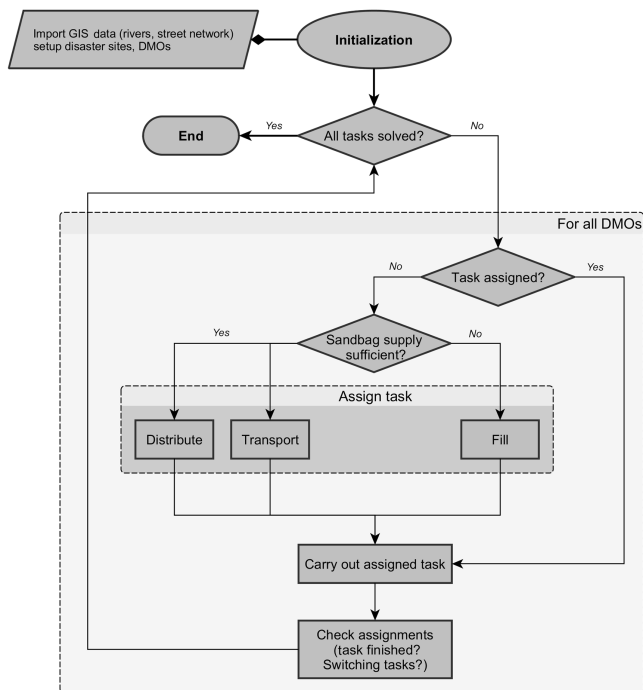 Import GIS data (rivers, street network)
setup disaster sites, DMOs
Initialization
End
Yes
All tasks solved?
No
For all DMOs
No
Task assigned?
Yes
Yes
Sandbag supply
sufficient?
No
Assign task
Distribute
Transport
Fill
Carry out assigned task
Check assignments
(task finished?
Switching tasks?)